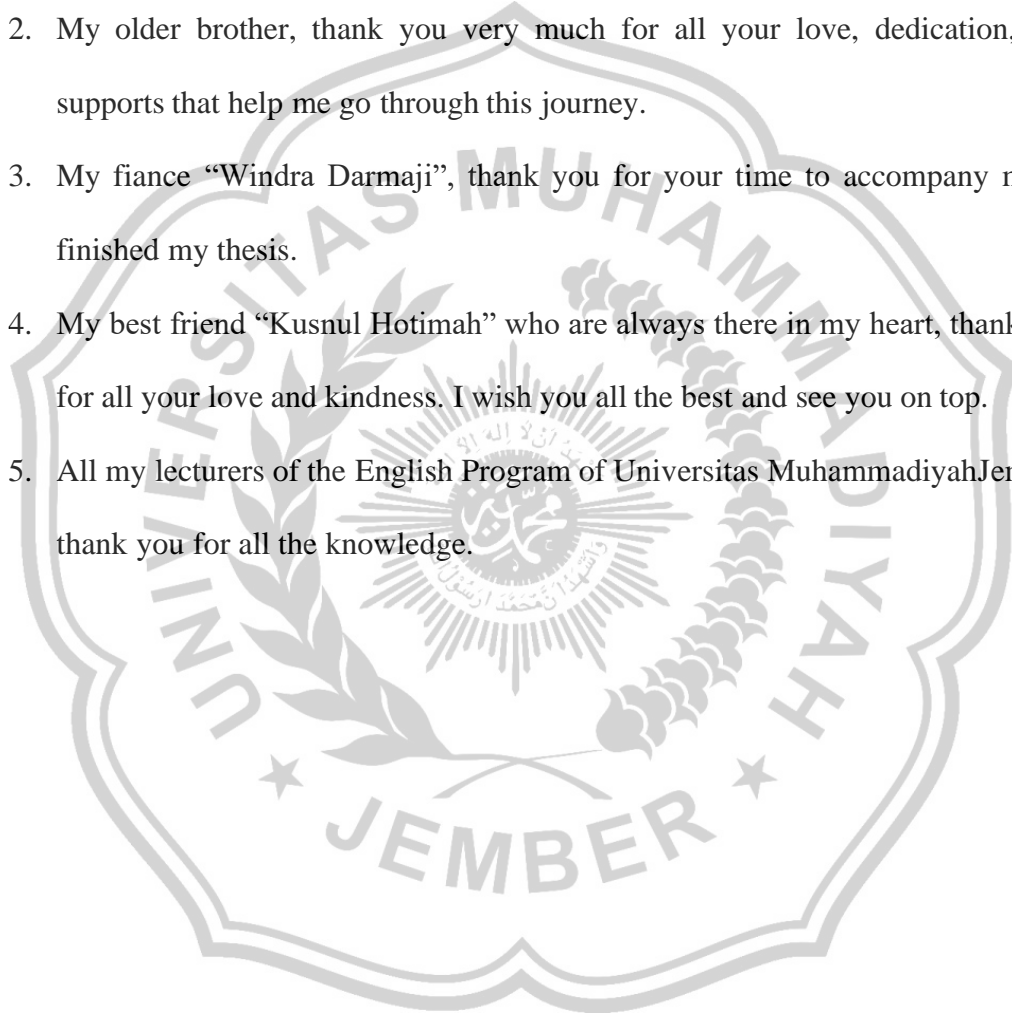 2. My older brother, thank you very much for all your love, dedication,
supports that help me go through this journey.
3. My fiance “Windra Darmaji”, thank you for your time to accompany
finished my thesis.
4. My best friend “Kusnul Hotimah” who are always there in my heart,
for all your love and kindness. I wish you all the best and see you on top.
5. All my lecturers of the English Program of Universitas
thank you for all the knowledge.
UNIVERSITAS MUHAMMADIYAH
JEMBER